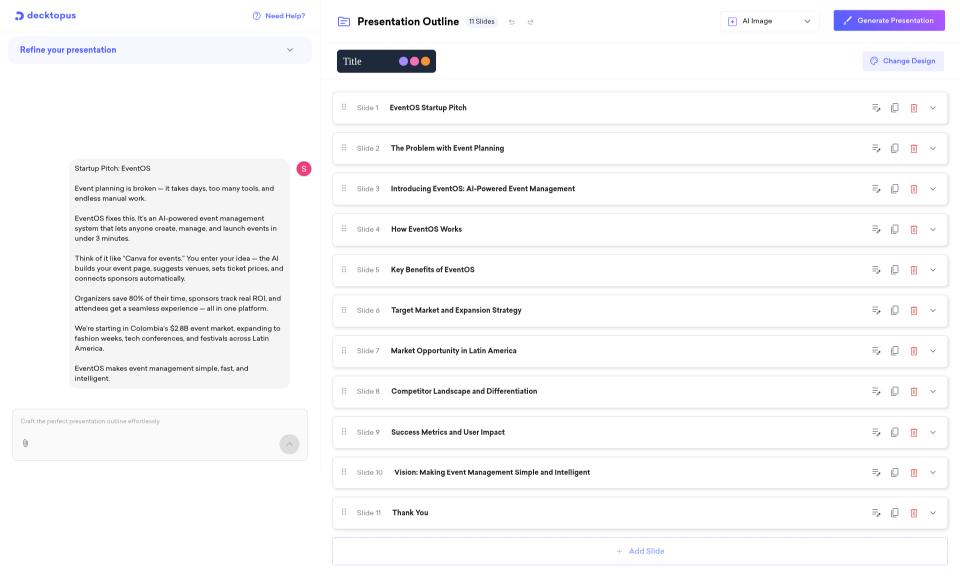 decktopus
Need Help?
Refine your presentation
Startup Pitch: EventOS
S
Event planning is broken — it takes days, too many tools, and
endless manual work.
EventOS fixes this. It's an AI-powered event management
system that lets anyone create, manage, and launch events in
under 3 minutes.
Think of it like "Canva for events." You enter your idea — the AI
builds your event page, suggests venues, sets ticket prices, and
connects sponsors automatically.
Organizers save 80% of their time, sponsors track real ROI, and
attendees get a seamless experience — all in one platform.
We're starting in Colombia's $2.8B event market, expanding to
fashion weeks, tech conferences, and festivals across Latin
America.
EventOS makes event management simple, fast, and
intelligent.
Draft the perfect presentation outline effortlessly
Presentation Outline 11 Slides
AI Image
Generate Presentation
Title
Change Design
Slide 1 EventOS Startup Pitch
Slide 2 The Problem with Event Planning
Slide 3 Introducing EventOS: AI-Powered Event Management
Slide 4 How EventOS Works
Slide 5 Key Benefits of EventOS
Slide 6 Target Market and Expansion Strategy
Slide 7 Market Opportunity in Latin America
Slide 8 Competitor Landscape and Differentiation
Slide 9 Success Metrics and User Impact
Slide 10 Vision: Making Event Management Simple and Intelligent
Slide 11 Thank You
+ Add Slide